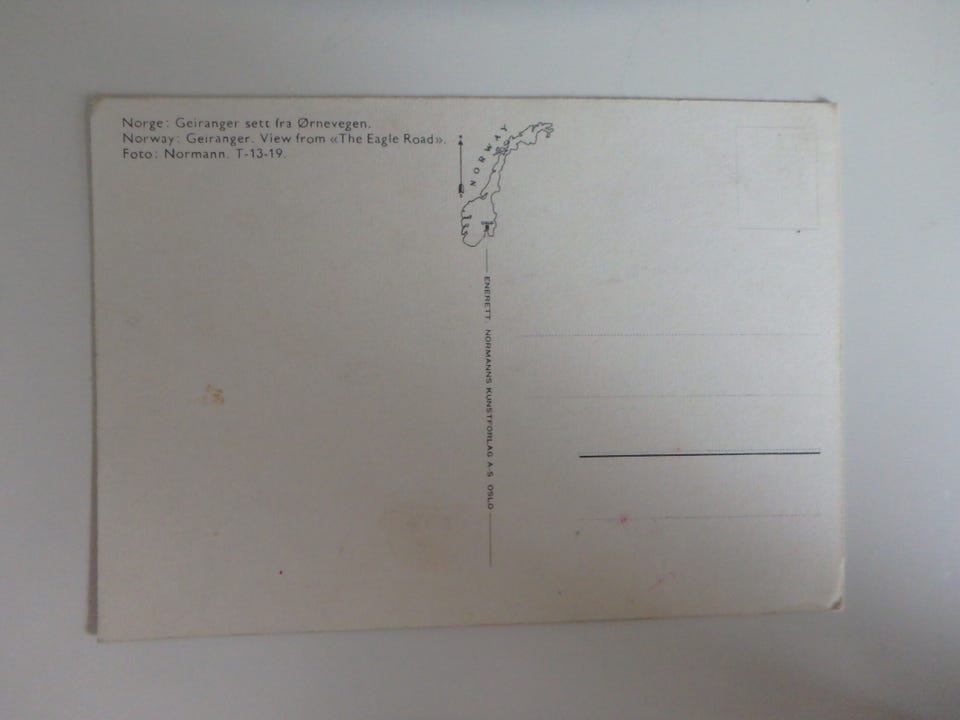 Norge: Geiranger sett fra Ørnevegen.
Norway: Geiranger. View from «The Eagle Road».
Foto: Normann. T-13-19.
NORWAY
ENERETT: NORMANNS KUNSTFORLAG A-S OSLO